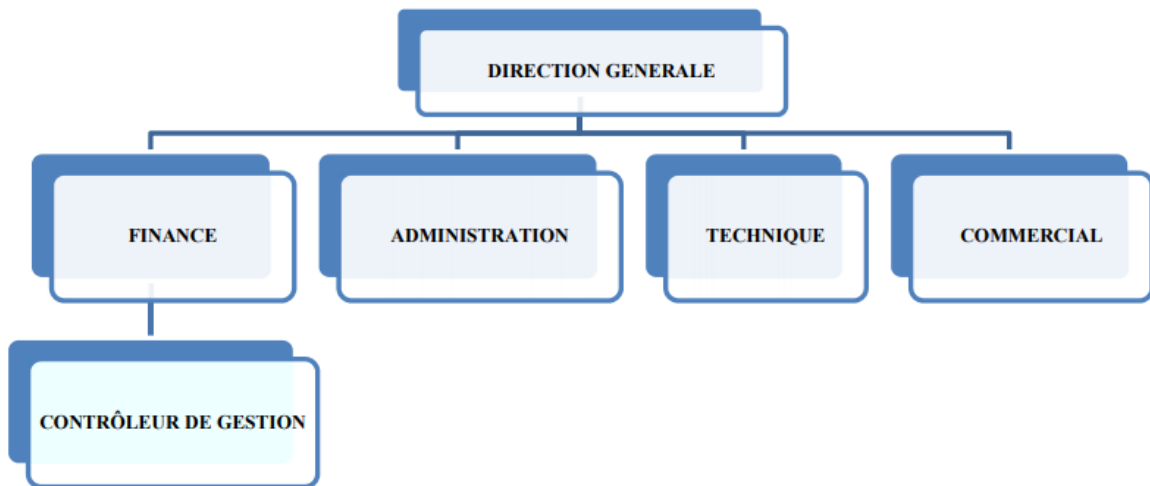 DIRECTION GENERALE
FINANCE
ADMINISTRATION
TECHNIQUE
COMMERCIAL
CONTRÔLEUR DE GESTION